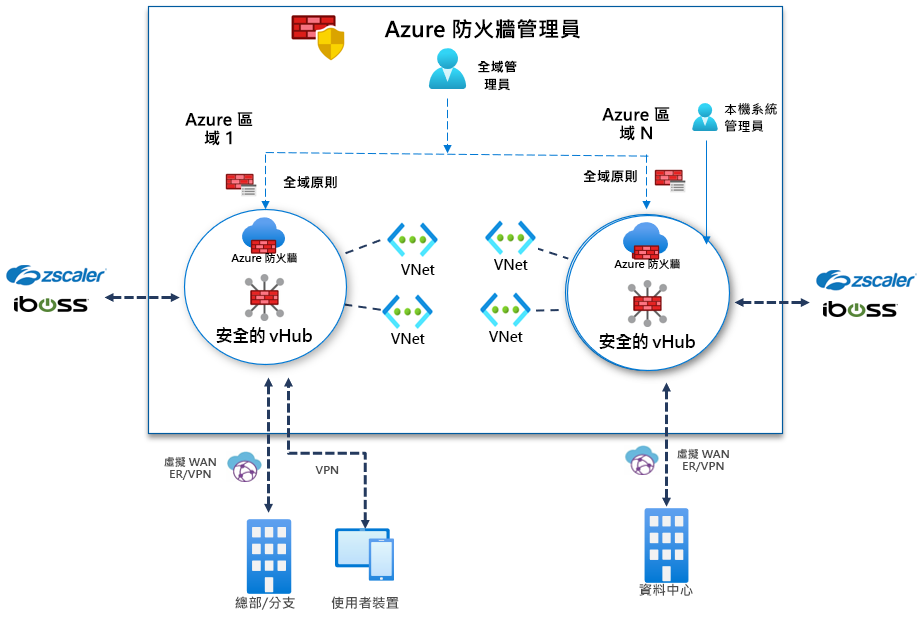 Azure 防火牆管理員
全域管
理員
Azure 區
域 1
Azure 區
域 N
本機系統
管理員
全域原則
全域原則
Azure 防火牆
安全的 vHub
VNet
VNet
VNet
VNet
Azure 防火牆
安全的 vHub
zscaler
iboss
zscaler
iboss
虛擬 WAN
ER/VPN
VPN
虛擬 WAN
ER/VPN
總部/分支
使用者裝置
資料中心